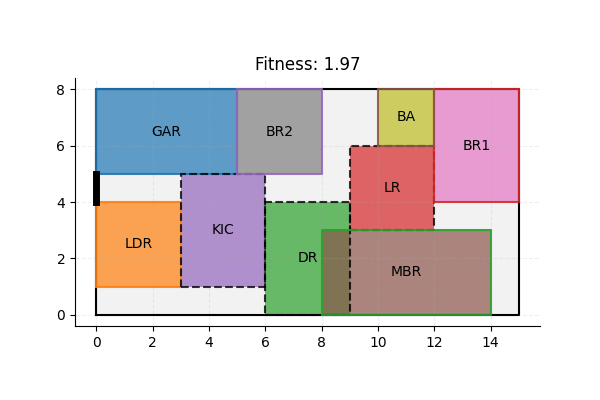 Fitness: 1.97
8
6
4
2
0
GAR
BR2
BA
BR1
LR
KIC
LDR
DR
MBR
0 2 4 6 8 10 12 14